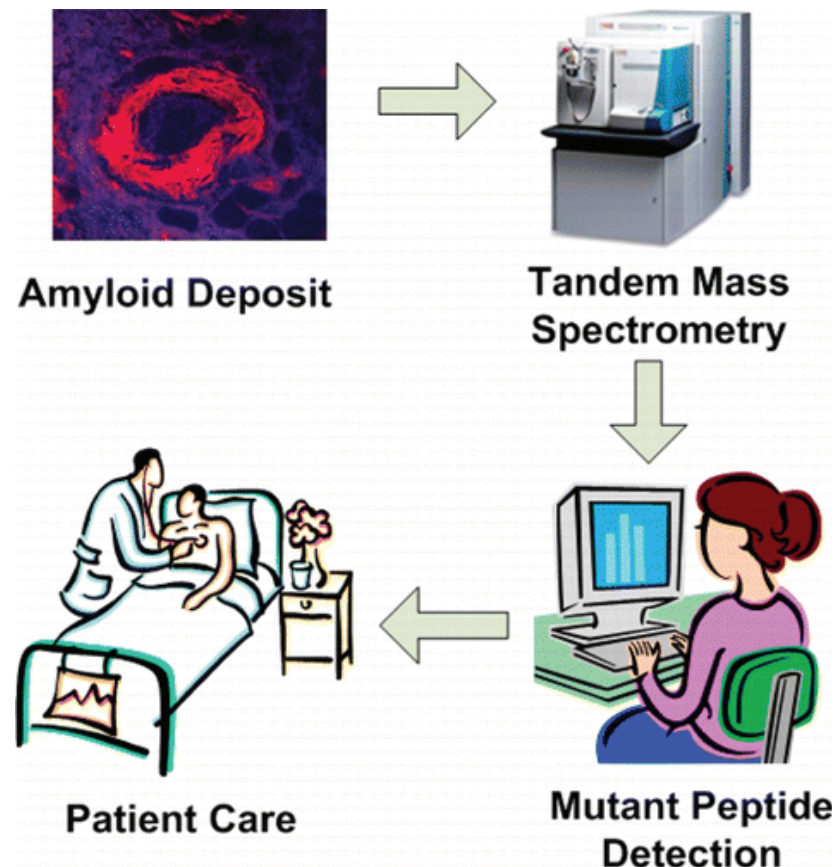 Amyloid Deposit
Tandem Mass
Spectrometry
Patient Care
Mutant Peptide
Detection